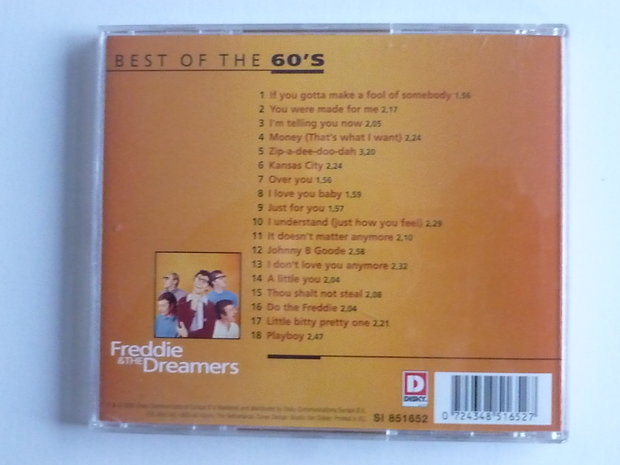 BEST OF THE 60'S
1 If you gotta make a fool of somebody 1,56
2 You were made for me 2,17
3 I'm telling you now 2,05
4 Money (That's what I want) 2,24
5 Zip-a-dee-doo-dah 3,20
6 Kansas City 2,24
7 Over you 1,56
8 I love you baby 1,59
9 Just for you 1,57
10 I understand (just how you feel) 2,29
11 It doesn't matter anymore 2,10
12 Johnny B Goode 2,58
13 I don't love you anymore 2,32
14 A little you 2,04
15 Thou shalt not steal 2,08
16 Do the Freddie 2,04
17 Little bitty pretty one 2,21
18 Playboy 2,47
Freddie
&THE Dreamers
D
DISKY
SI 851652
0 724348 516527